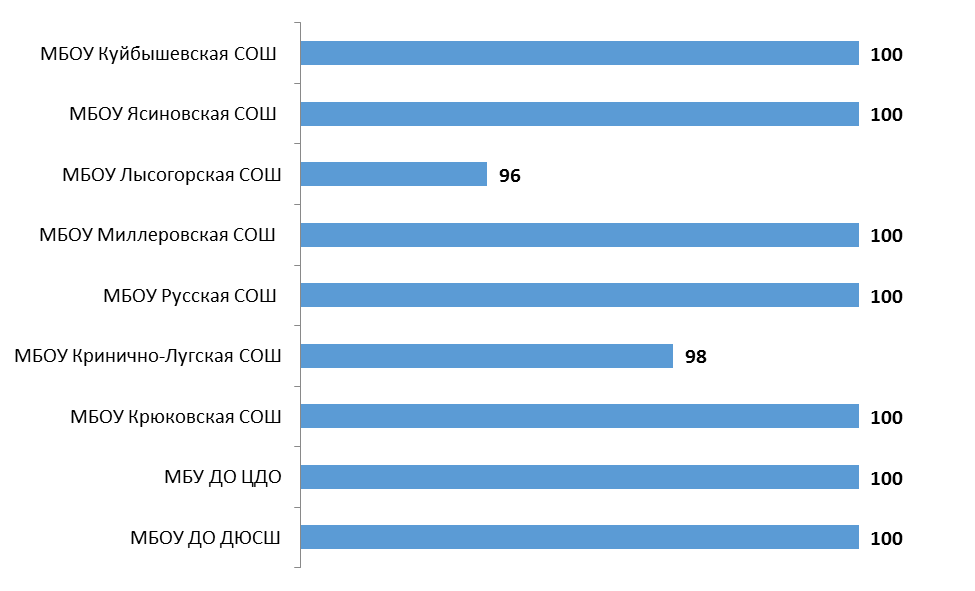 МБОУ Куйбышевская СОШ 100
МБОУ Ясиновская СОШ 100
МБОУ Лысогорская СОШ 96
МБОУ Миллеровская СОШ 100
МБОУ Русская СОШ 100
МБОУ Кринично-Лугская СОШ 98
МБОУ Крюковская СОШ 100
МБУ ДО ЦДО 100
МБОУ ДО ДЮСШ 100